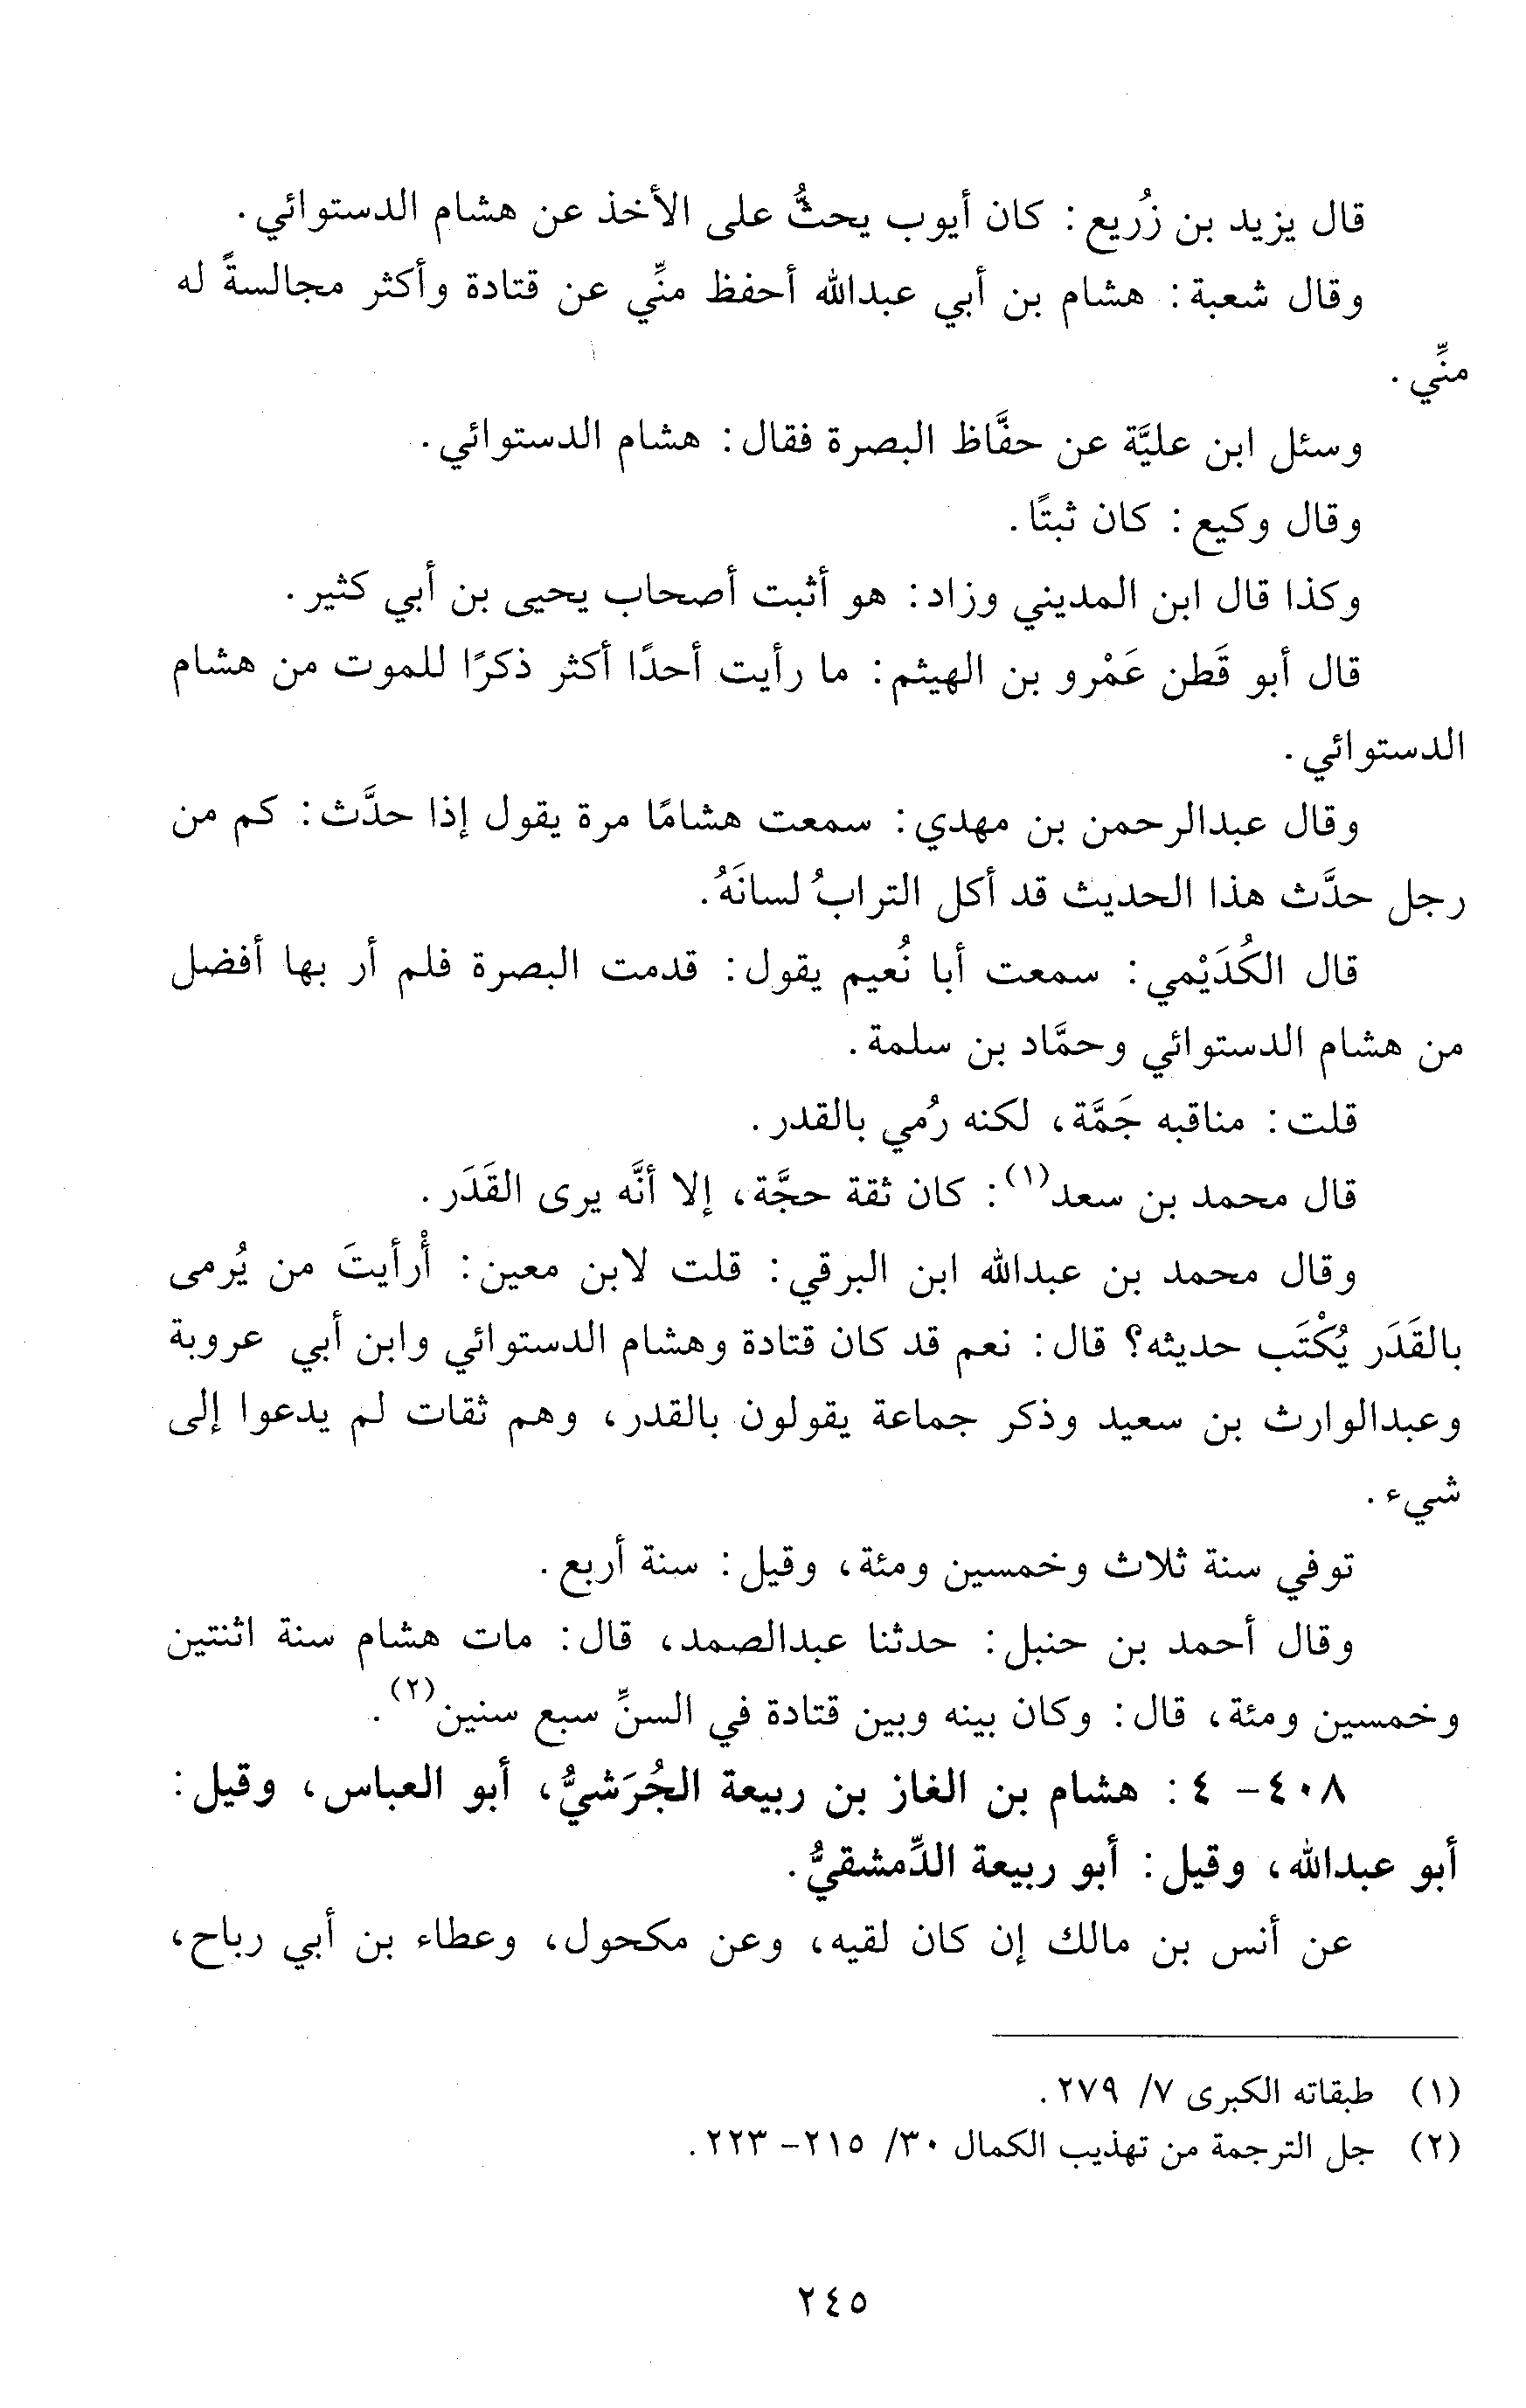 قال يزيد بن زُريع: كان أيوب يحثُّ على الأخذ عن هشام الدستوائي.
وقال شعبة: هشام بن أبي عبدالله أحفظ منِّي عن قتادة وأكثر مجالسةً له
منِّي.
وسئل ابن عليَّة عن حفَّاظ البصرة فقال: هشام الدستوائي.
وقال وكيع: كان ثبتًا.
وكذا قال ابن المديني وزاد: هو أثبت أصحاب يحيى بن أبي كثير.
قال أبو قَطن عَمْرو بن الهيثم: ما رأيت أحدًا أكثر ذكرًا للموت من هشام
الدستوائي.
وقال عبدالرحمن بن مهدي: سمعت هشامًا مرة يقول إذا حدَّث: كم من
رجل حدَّث هذا الحديث قد أكل الترابُ لسانَهُ.
قال الكُدَيْمي: سمعت أبا نُعيم يقول: قدمت البصرة فلم أر بها أفضل
من هشام الدستوائي وحمَّاد بن سلمة.
قلت: مناقبه جَمَّة، لكنه رُمي بالقدر.
قال محمد بن سعد(١): كان ثقة حجَّة، إلا أنَّه يرى القَدَر.
وقال محمد بن عبدالله ابن البرقي: قلت لابن معين: أُرأيتَ من يُرمى
بالقَدَر يُكْتَب حديثه؟ قال: نعم قد كان قتادة وهشام الدستوائي وابن أبي عروبة
وعبدالوارث بن سعيد وذكر جماعة يقولون بالقدر، وهم ثقات لم يدعوا إلى
شيء.
توفي سنة ثلاث وخمسين ومئة، وقيل: سنة أربع.
وقال أحمد بن حنبل: حدثنا عبدالصمد، قال: مات هشام سنة اثنتين
وخمسين ومئة، قال: وكان بينه وبين قتادة في السنِّ سبع سنين(٢).
٤٠٨- ٤: هشام بن الغاز بن ربيعة الجُرَشيُّ، أبو العباس، وقيل:
أبو عبدالله، وقيل: أبو ربيعة الدِّمشقيُّ.
عن أنس بن مالك إن كان لقيه، وعن مكحول، وعطاء بن أبي رباح،
(١) طبقاته الكبرى ٧/ ٢٧٩.
(٢) جل الترجمة من تهذيب الكمال ٣٠/ ٢١٥- ٢٢٣.
٢٤٥